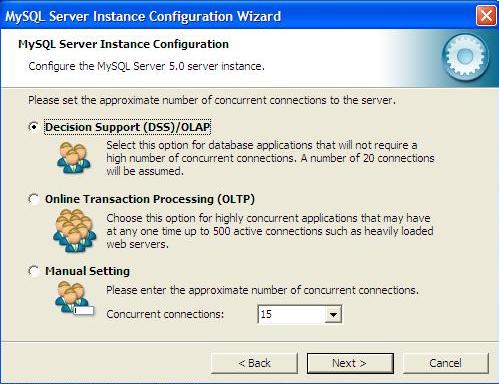 MySQL Server Instance Configuration Wizard
MySQL Server Instance Configuration
Configure the MySQL Server 5.0 server instance.
Please set the approximate number of concurrent connections to the server.
Decision Support (DSS)/OLAP
Select this option for database applications that will not require a
high number of concurrent connections. A number of 20 connections
will be assumed.
Online Transaction Processing (OLTP)
Choose this option for highly concurrent applications that may have
at any one time up to 500 active connections such as heavily loaded
web servers.
Manual Setting
Please enter the approximate number of concurrent connections.
Concurrent connections: 15
< Back Next > Cancel